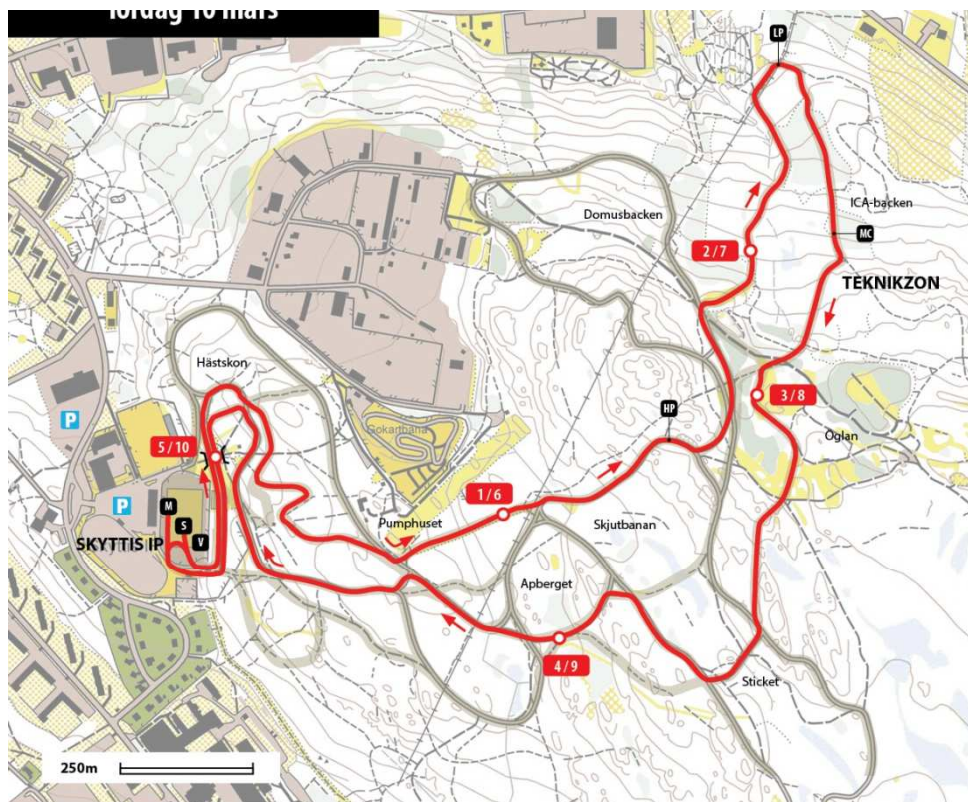 lördag 10 mars
LP
ICA-backen
Domusbacken
2 / 7
MC
TEKNIKZON
Hästskon
3 / 8
P
HP
Gokartbana
Öglan
5 / 10
1 / 6
P
M
Pumphuset
Skjutbanan
S
SKYTTIS IP
V
Apberget
4 / 9
Sticket
250m